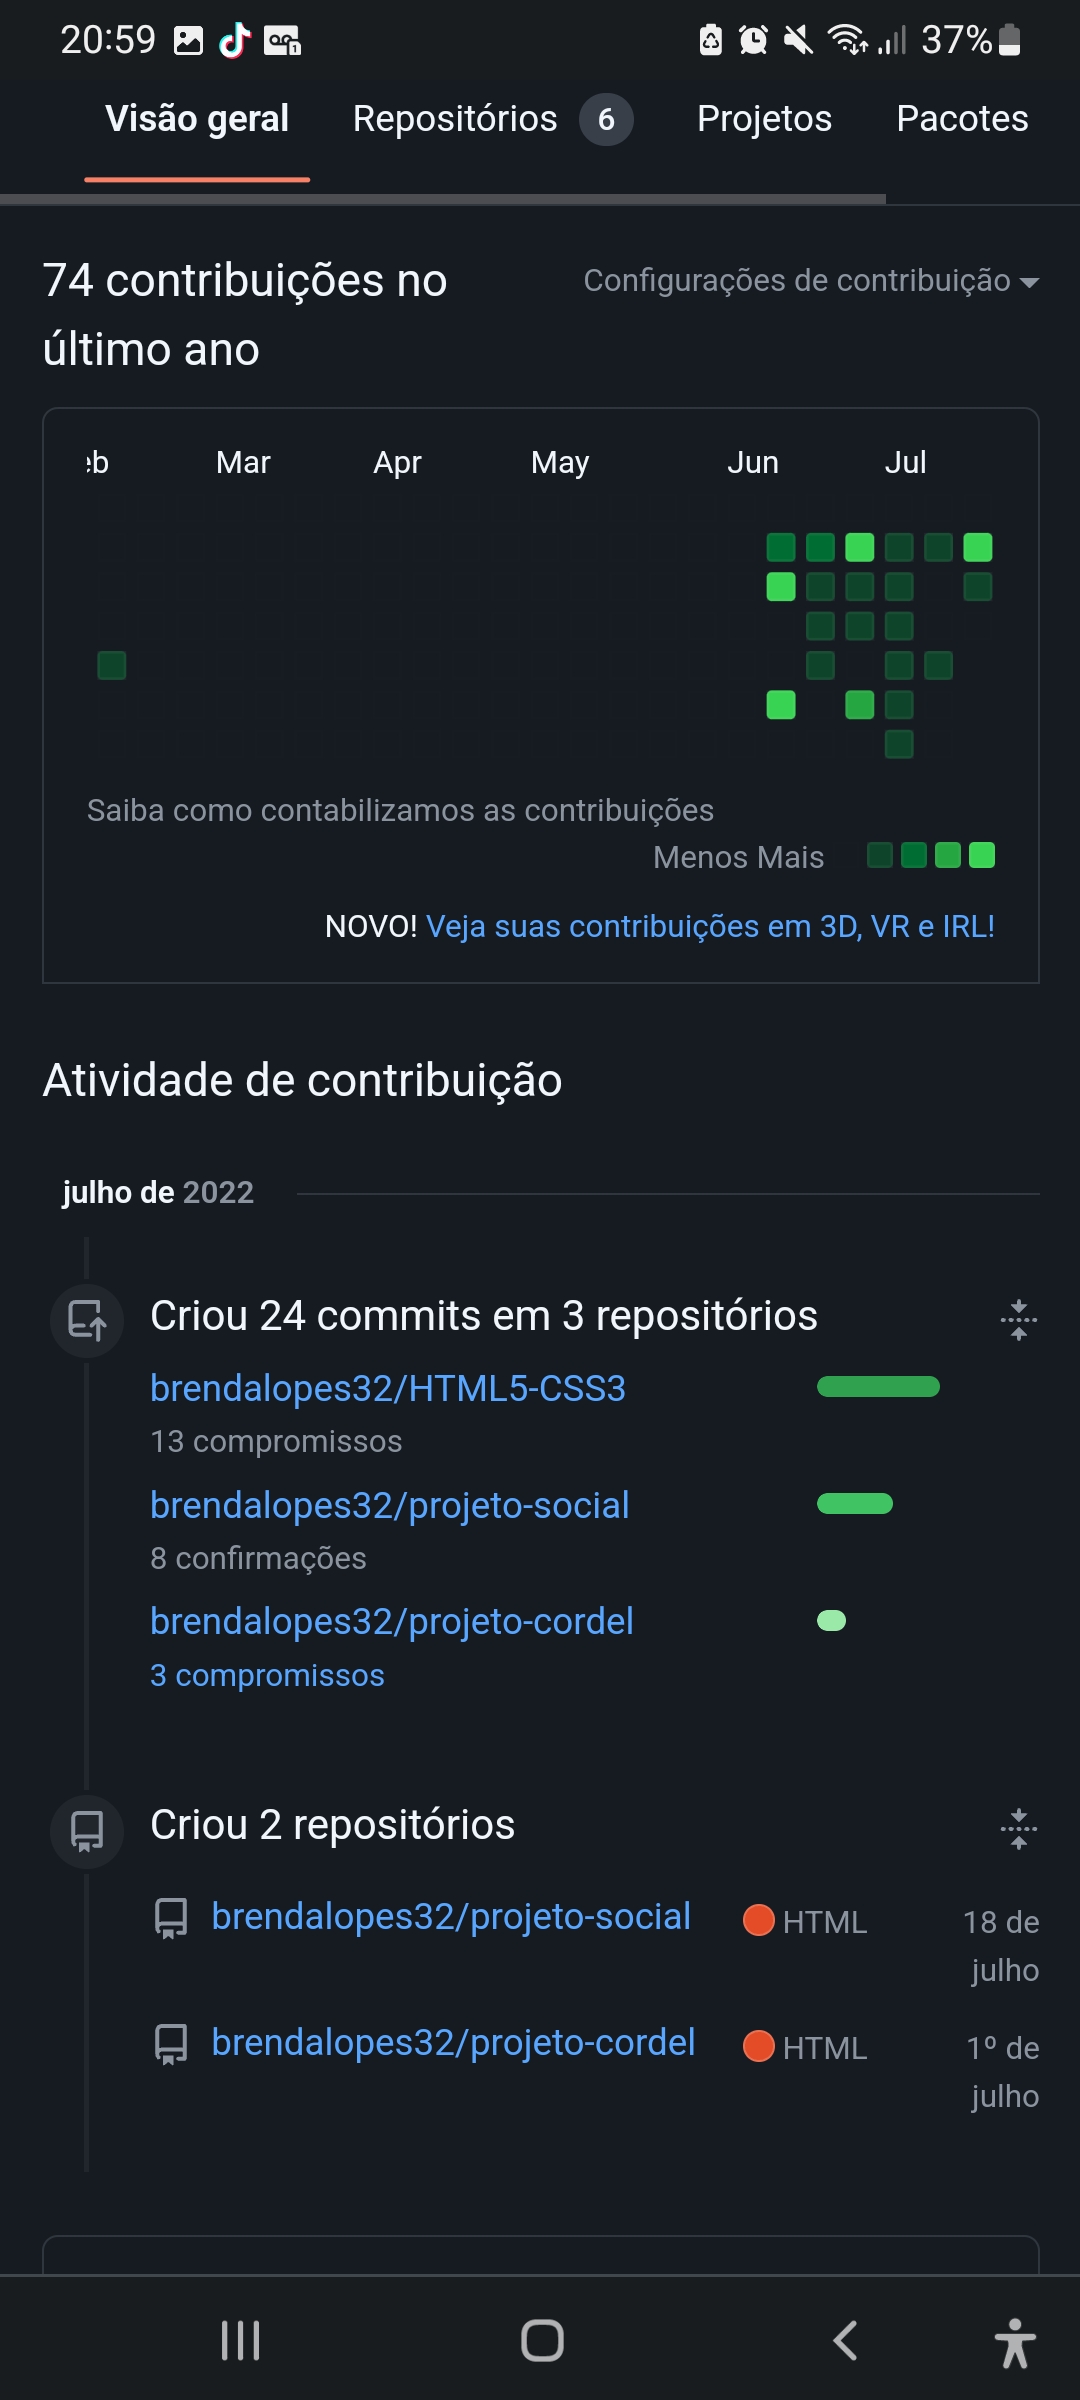 20:59
37%
Visão geral
Repositórios 6
Projetos
Pacotes
74 contribuições no
último ano
Configurações de contribuição
eb
Mar
Apr
May
Jun
Jul
Saiba como contabilizamos as contribuições
Menos Mais
NOVO! Veja suas contribuições em 3D, VR e IRL!
Atividade de contribuição
julho de 2022
Criou 24 commits em 3 repositórios
brendalopes32/HTML5-CSS3
13 compromissos
brendalopes32/projeto-social
8 confirmações
brendalopes32/projeto-cordel
3 compromissos
Criou 2 repositórios
brendalopes32/projeto-social
HTML
18 de
julho
brendalopes32/projeto-cordel
HTML
1º de
julho